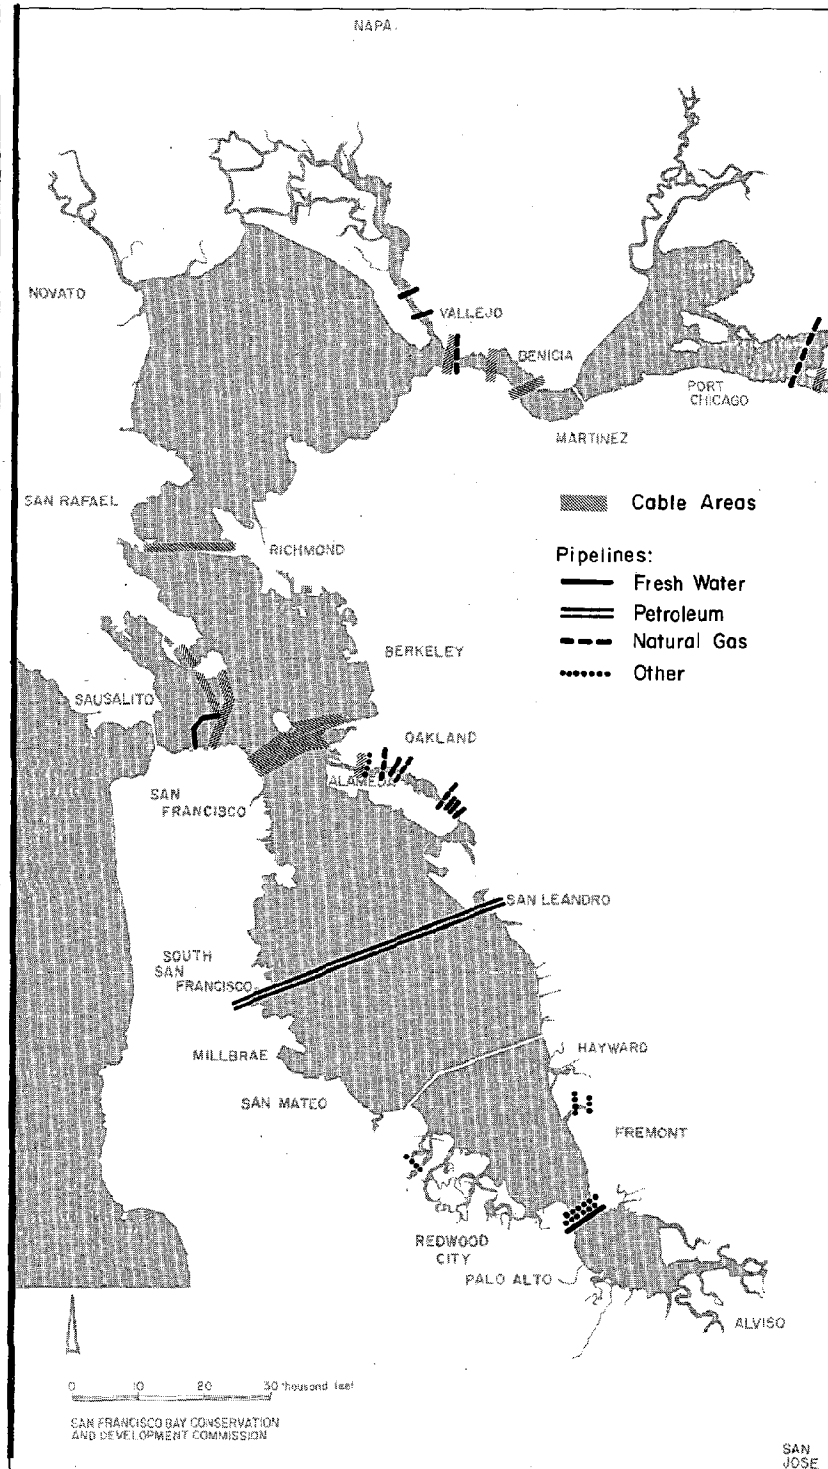 NAPA
NOVATO
VALLEJO
BENICIA
PORT
CHICAGO
MARTINEZ
SAN RAFAEL
Cable Areas
RICHMOND
Pipelines:
Fresh Water
Petroleum
Natural Gas
Other
BERKELEY
SAUSALITO
OAKLAND
ALAMEDA
SAN
FRANCISCO
SAN LEANDRO
SOUTH
SAN
FRANCISCO
MILLBRAE
HAYWARD
SAN MATEO
FREMONT
REDWOOD
CITY
PALO ALTO
ALVISO
0 10 20 30 thousand feet
SAN FRANCISCO BAY CONSERVATION
AND DEVELOPMENT COMMISSION
SAN
JOSE